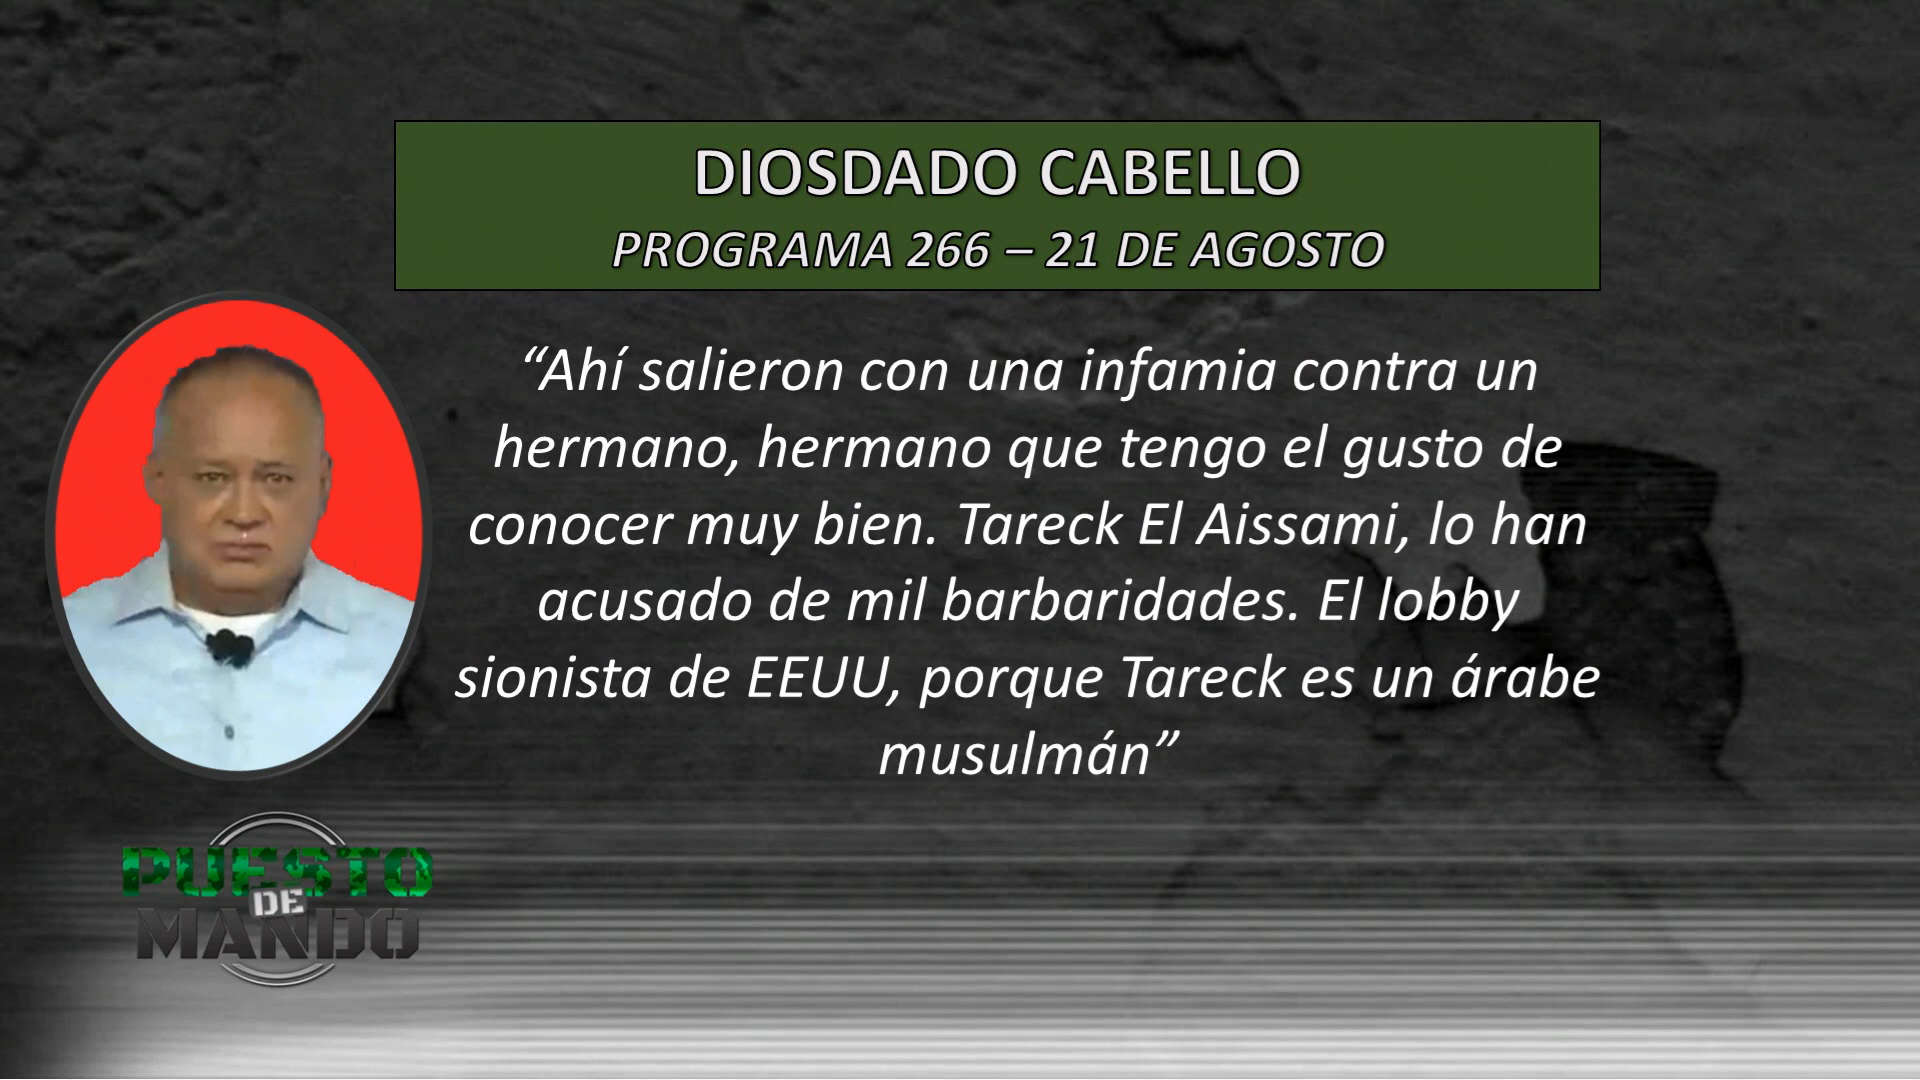 DIOSDADO CABELLO
PROGRAMA 266 – 21 DE AGOSTO
“Ahí salieron con una infamia contra un
hermano, hermano que tengo el gusto de
conocer muy bien. Tareck El Aissami, lo han
acusado de mil barbaridades. El lobby
sionista de EEUU, porque Tareck es un árabe
musulmán”
PUESTO
DE
MANDO